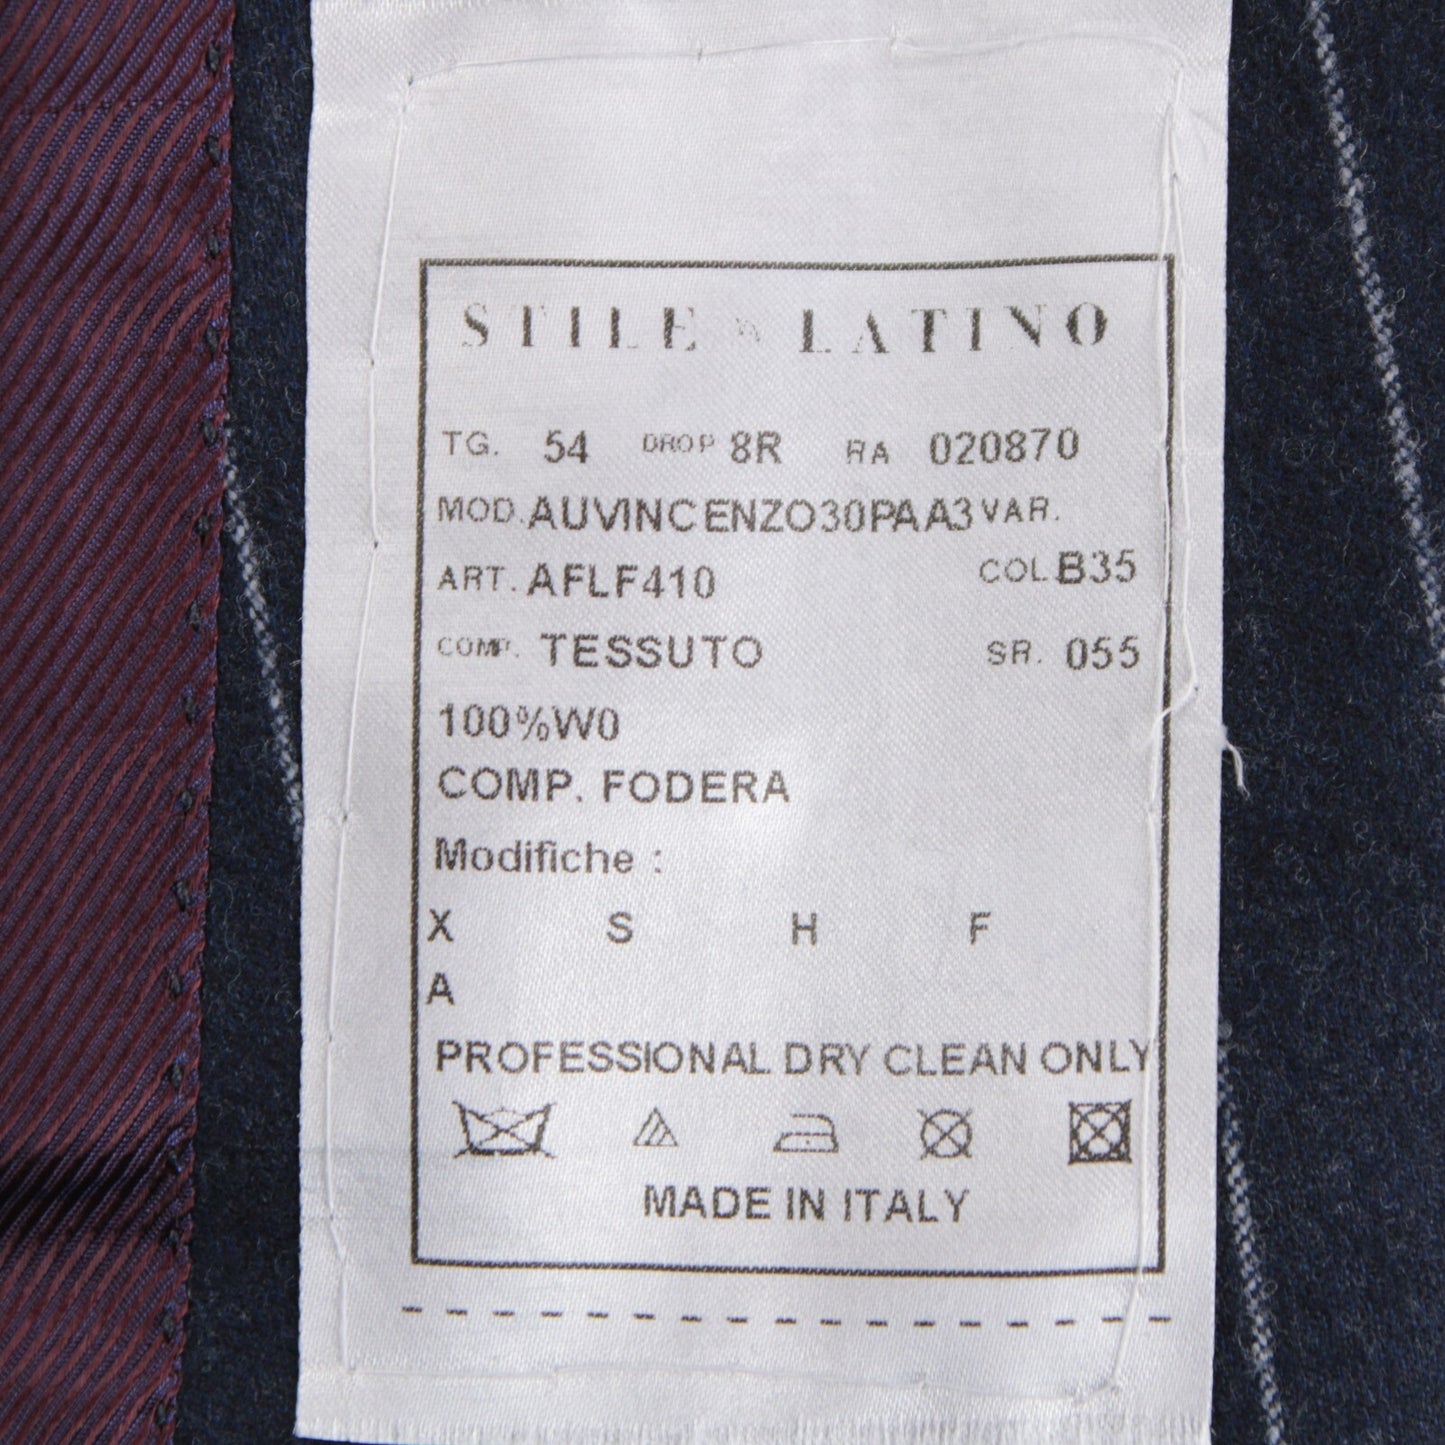 STILE LATINO
TG. 54 DROP 8R RA 020870
MOD. AUVINCENZO30PAA3 VAR.
ART. AFLF410 COL. B35
COMP. TESSUTO SR. 055
100%WO
COMP. FODERA
Modifiche :
X S H F
A
PROFESSIONAL DRY CLEAN ONLY
MADE IN ITALY